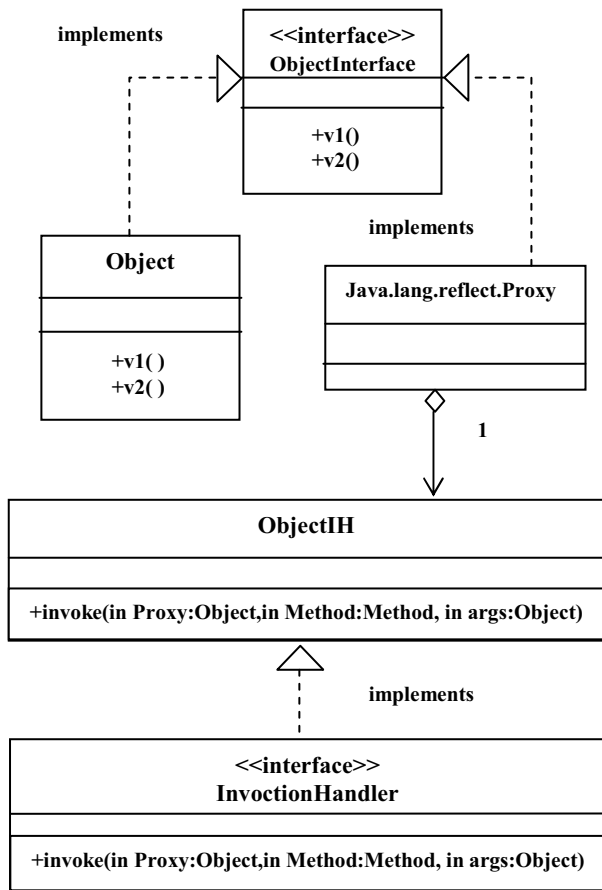 implements
<<interface>>
ObjectInterface
+v1()
+v2()
implements
Object
+v1( )
+v2( )
Java.lang.reflect.Proxy
1
ObjectIH
+invoke(in Proxy:Object,in Method:Method, in args:Object)
implements
<<interface>>
InvoctionHandler
+invoke(in Proxy:Object,in Method:Method, in args:Object)